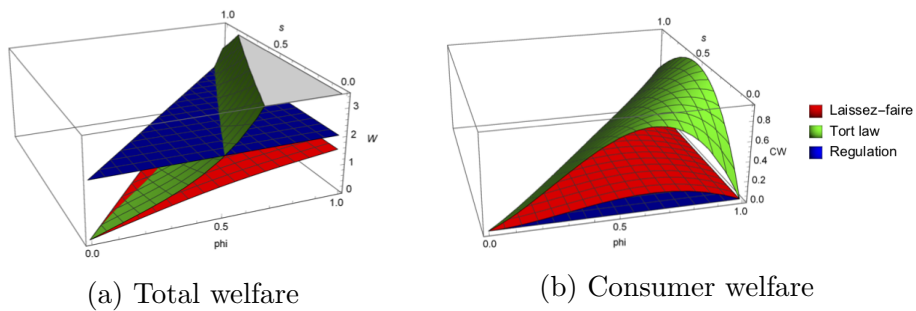 1.0
s
0.5
0.0
3
2
W
1
0
1.0
0.5
phi
0.0
(a) Total welfare
1.0
s
0.5
0.0
0.8
0.6
CW
0.4
0.2
0.0
1.0
0.5
phi
0.0
Laissez-faire
Tort law
Regulation
(b) Consumer welfare